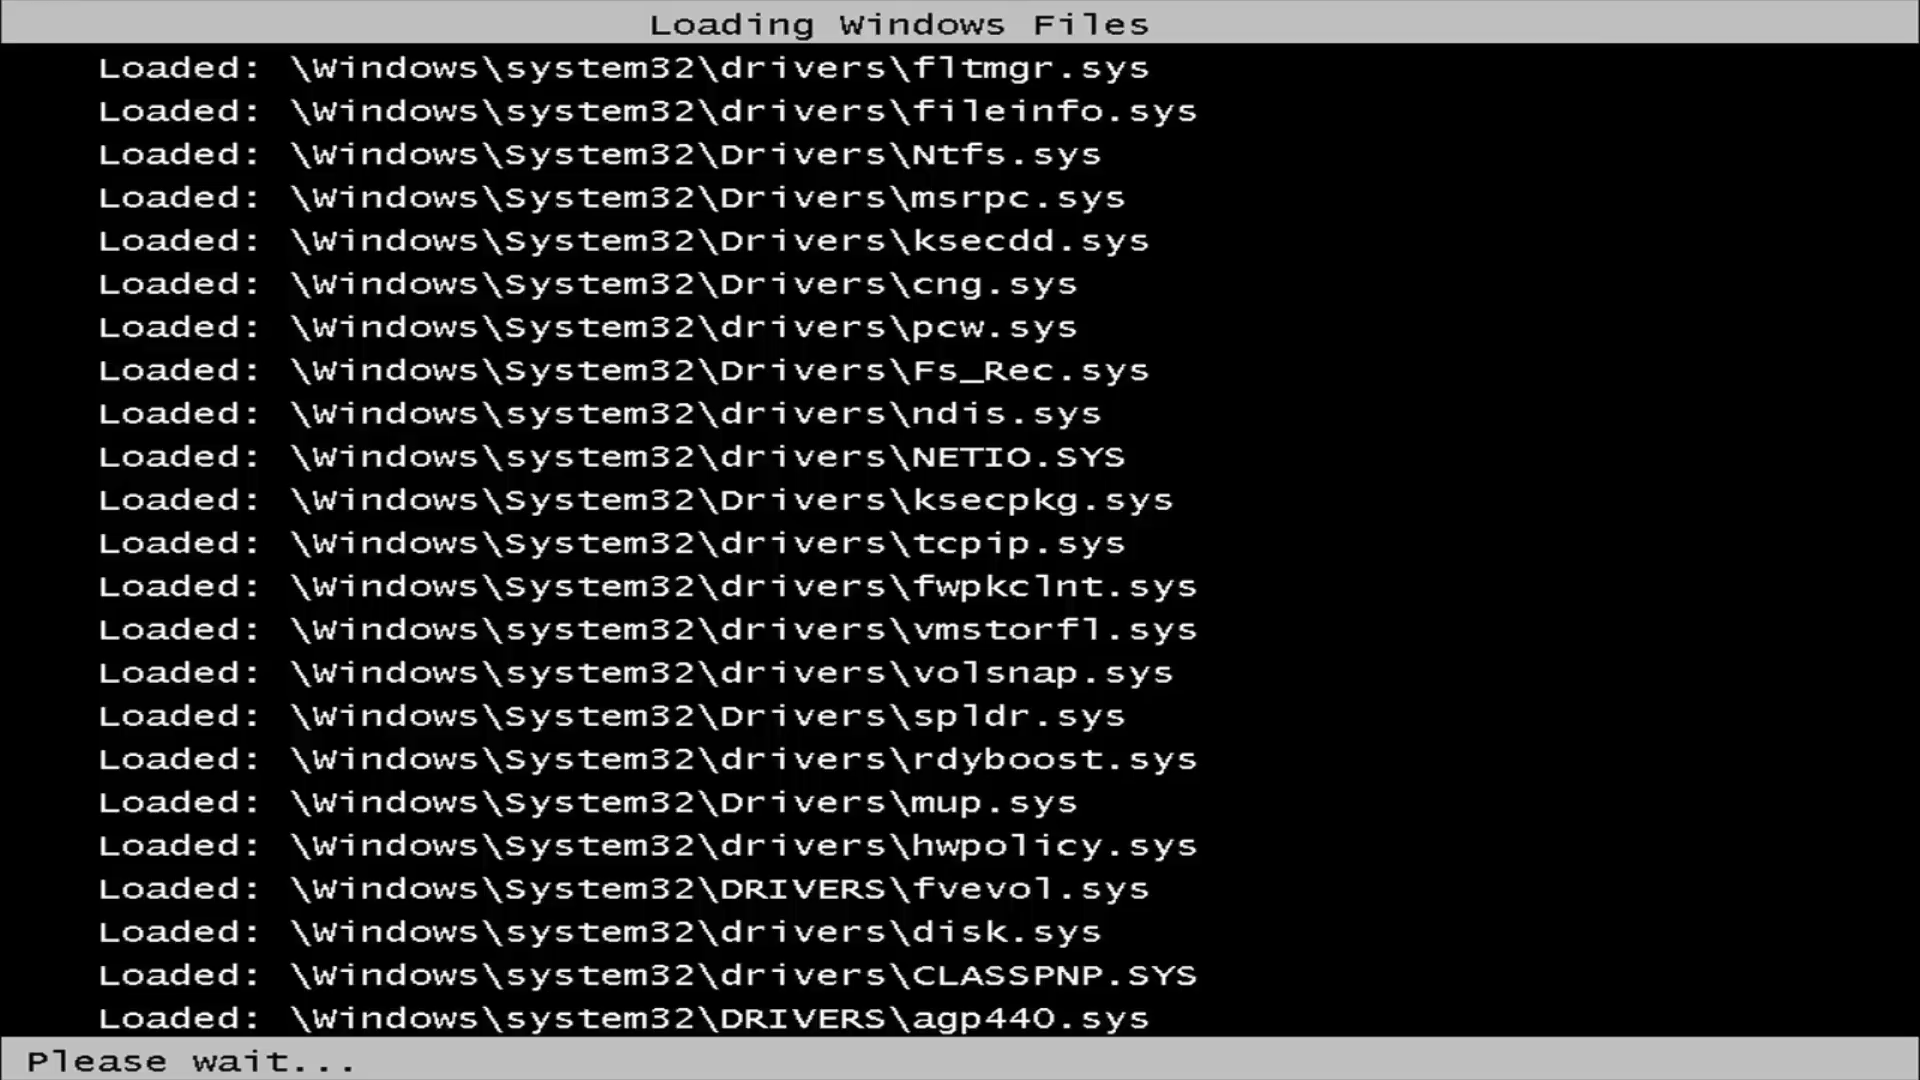 Loading Windows Files
Loaded: \Windows\system32\drivers\fltmgr.sys
Loaded: \Windows\system32\drivers\fileinfo.sys
Loaded: \Windows\System32\Drivers\Ntfs.sys
Loaded: \Windows\System32\Drivers\msrpc.sys
Loaded: \Windows\System32\Drivers\ksecdd.sys
Loaded: \Windows\System32\Drivers\cng.sys
Loaded: \Windows\System32\drivers\pcw.sys
Loaded: \Windows\System32\Drivers\Fs_Rec.sys
Loaded: \Windows\system32\drivers\ndis.sys
Loaded: \Windows\system32\drivers\NETIO.SYS
Loaded: \Windows\System32\Drivers\ksecpkg.sys
Loaded: \Windows\System32\drivers\tcpip.sys
Loaded: \Windows\System32\drivers\fwpkclnt.sys
Loaded: \Windows\system32\drivers\vmstorfl.sys
Loaded: \Windows\system32\drivers\volsnap.sys
Loaded: \Windows\System32\Drivers\spldr.sys
Loaded: \Windows\System32\drivers\rdyboost.sys
Loaded: \Windows\System32\Drivers\mup.sys
Loaded: \Windows\System32\drivers\hwpolicy.sys
Loaded: \Windows\System32\DRIVERS\fvevol.sys
Loaded: \Windows\system32\drivers\disk.sys
Loaded: \Windows\system32\drivers\CLASSPNP.SYS
Loaded: \Windows\system32\DRIVERS\agp440.sys
Please wait...